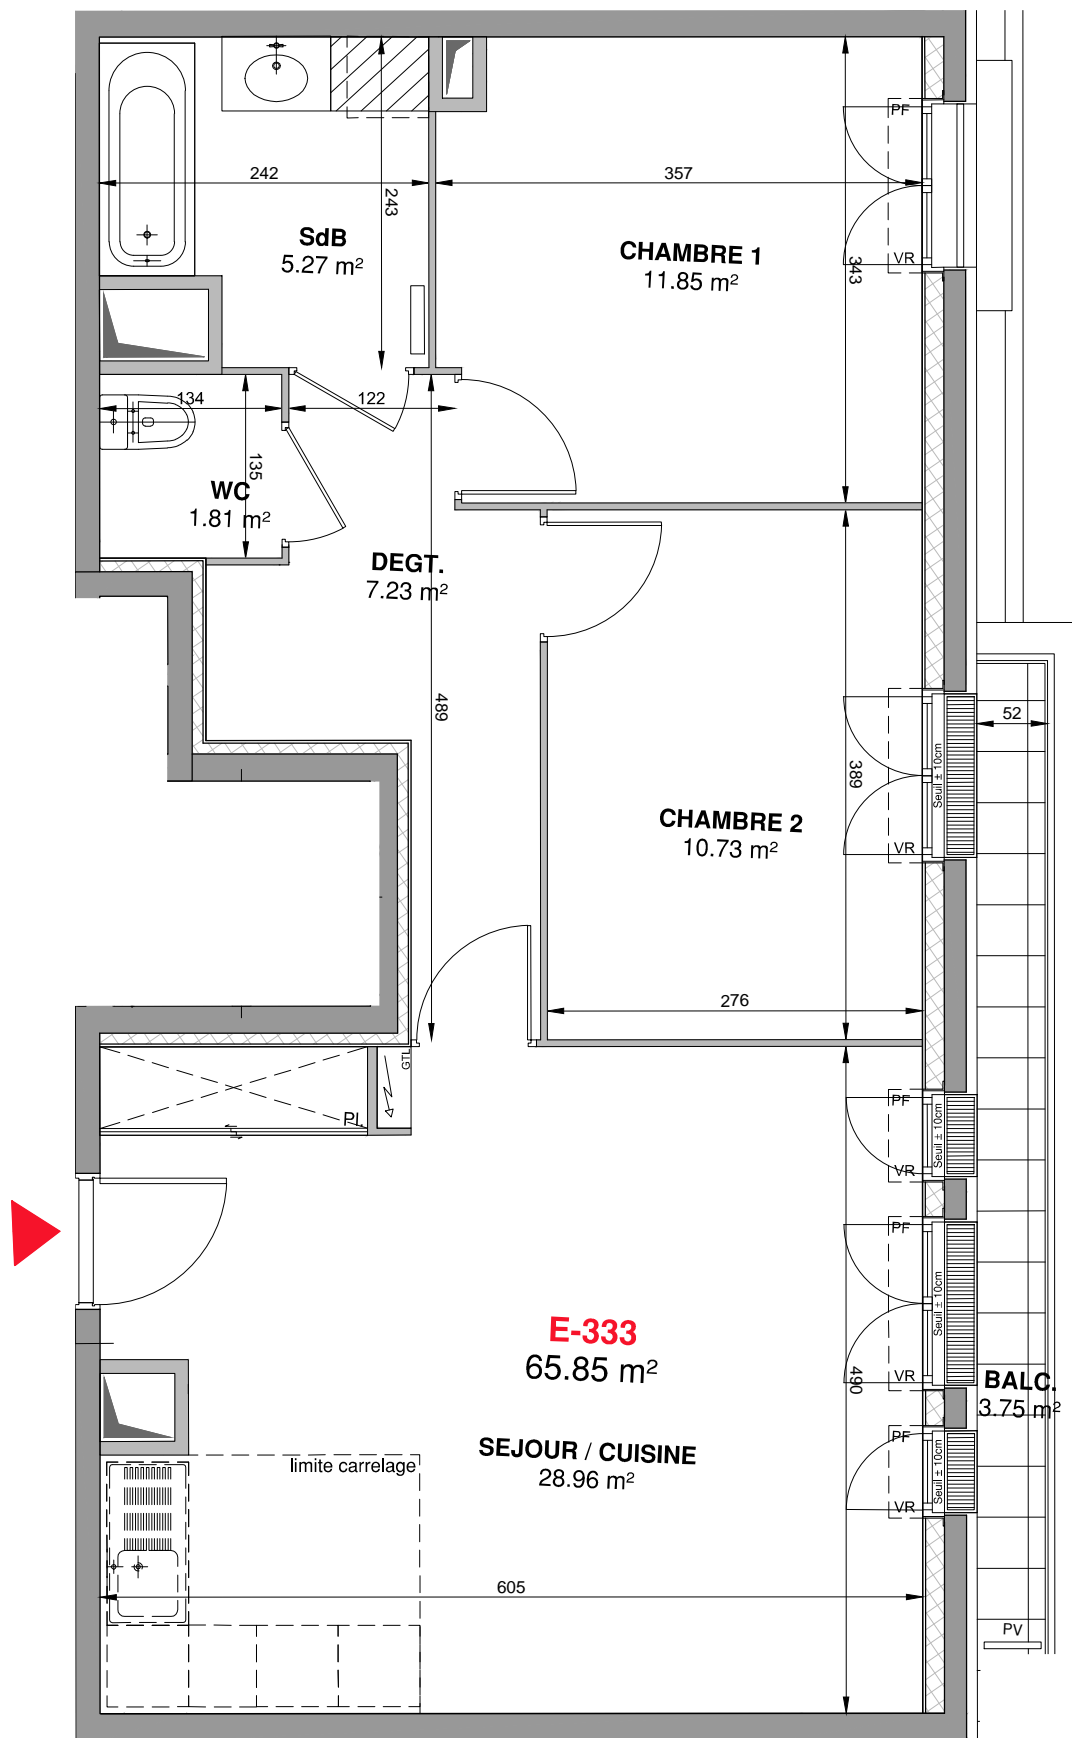 PF
242
357
243
SdB
5.27 m²
CHAMBRE 1
11.85 m²
VR
343
134
122
135
WC
1.81 m²
DEGT.
7.23 m²
489
52
Seuil ± 10cm
389
CHAMBRE 2
10.73 m²
VR
276
GTL
PL
PF
Seuil ± 10cm
VR
PF
Seuil ± 10cm
E-333
65.85 m²
VR
490
BALC.
3.75 m²
PF
SEJOUR / CUISINE
28.96 m²
limite carrelage
Seuil ± 10cm
VR
605
PV